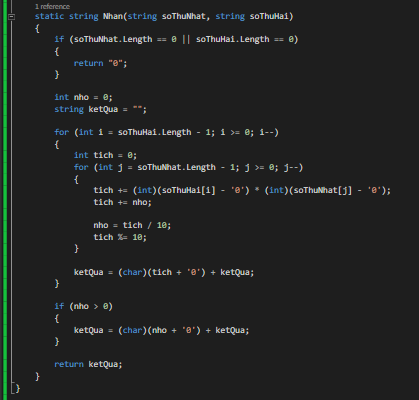 1 reference
static string Nhan(string soThuNhat, string soThuHai)
{
if (soThuNhat.Length == 0 || soThuHai.Length == 0)
{
return "0";
}
int nho = 0;
string ketQua = "";
for (int i = soThuHai.Length - 1; i >= 0; i--)
{
int tich = 0;
for (int j = soThuNhat.Length - 1; j >= 0; j--)
{
tich += (int)(soThuHai[i] - '0') * (int)(soThuNhat[j] - '0');
tich += nho;
nho = tich / 10;
tich %= 10;
}
ketQua = (char)(tich + '0') + ketQua;
}
if (nho > 0)
{
ketQua = (char)(nho + '0') + ketQua;
}
return ketQua;
}
}